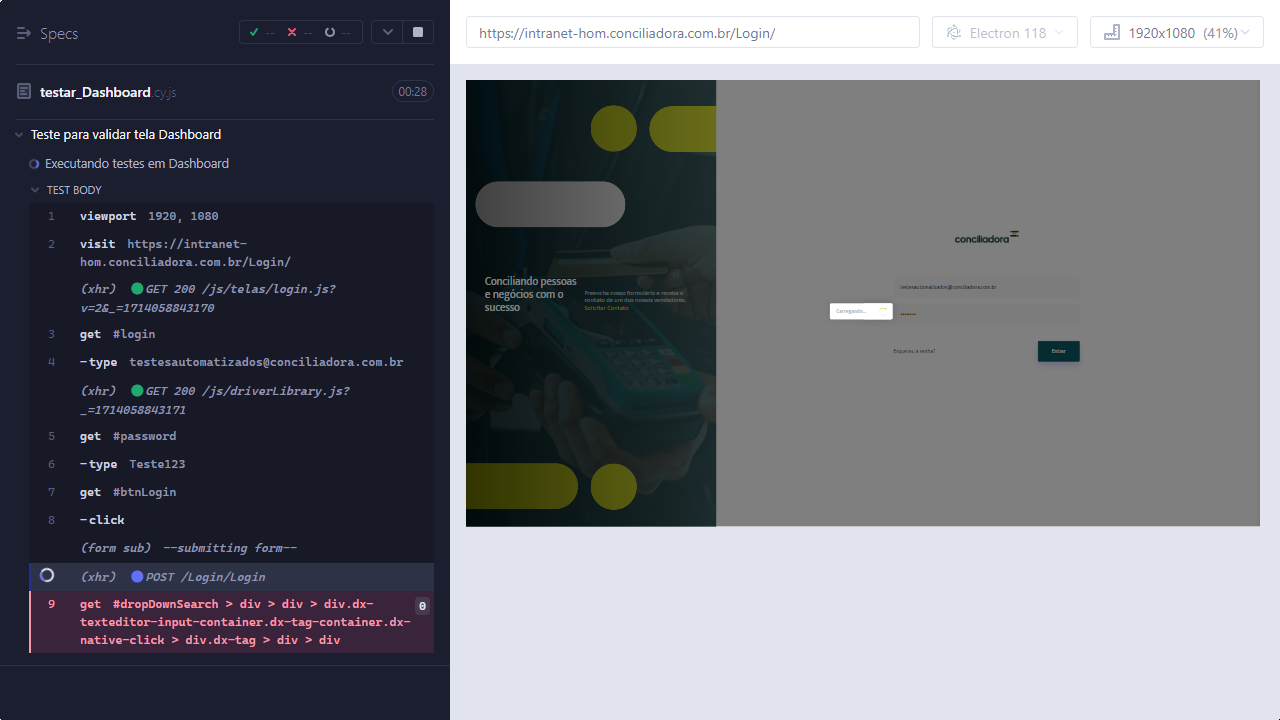 Specs
--
--
--
testar_Dashboard.cy.js
00:28
Teste para validar tela Dashboard
Executando testes em Dashboard
TEST BODY
1 viewport 1920, 1080
2 visit https://intranet-
hom.conciliadora.com.br/Login/
(xhr) GET 200 /js/telas/login.js?
v=2&_=1714058843170
3 get #login
4 -type testesautomatizados@conciliadora.com.br
(xhr) GET 200 /js/driverLibrary.js?
_=1714058843171
5 get #password
6 -type Teste123
7 get #btnLogin
8 -click
(form sub) --submitting form--
(xhr) POST /Login/Login
9 get #dropDownSearch > div > div > div.dx- 0
texteditor-input-container.dx-tag-container.dx-
native-click > div.dx-tag > div > div
https://intranet-hom.conciliadora.com.br/Login/
Electron 118
1920x1080 (41%)
conciliadora
Conciliando pessoas
e negócios com o
sucesso
Preencha nosso formulário e receba o
contato de um dos nossos vendedores.
Solicitar Contato
testesautomatizados@conciliadora.com.br
Carregando...
Esqueceu a senha?
Entrar